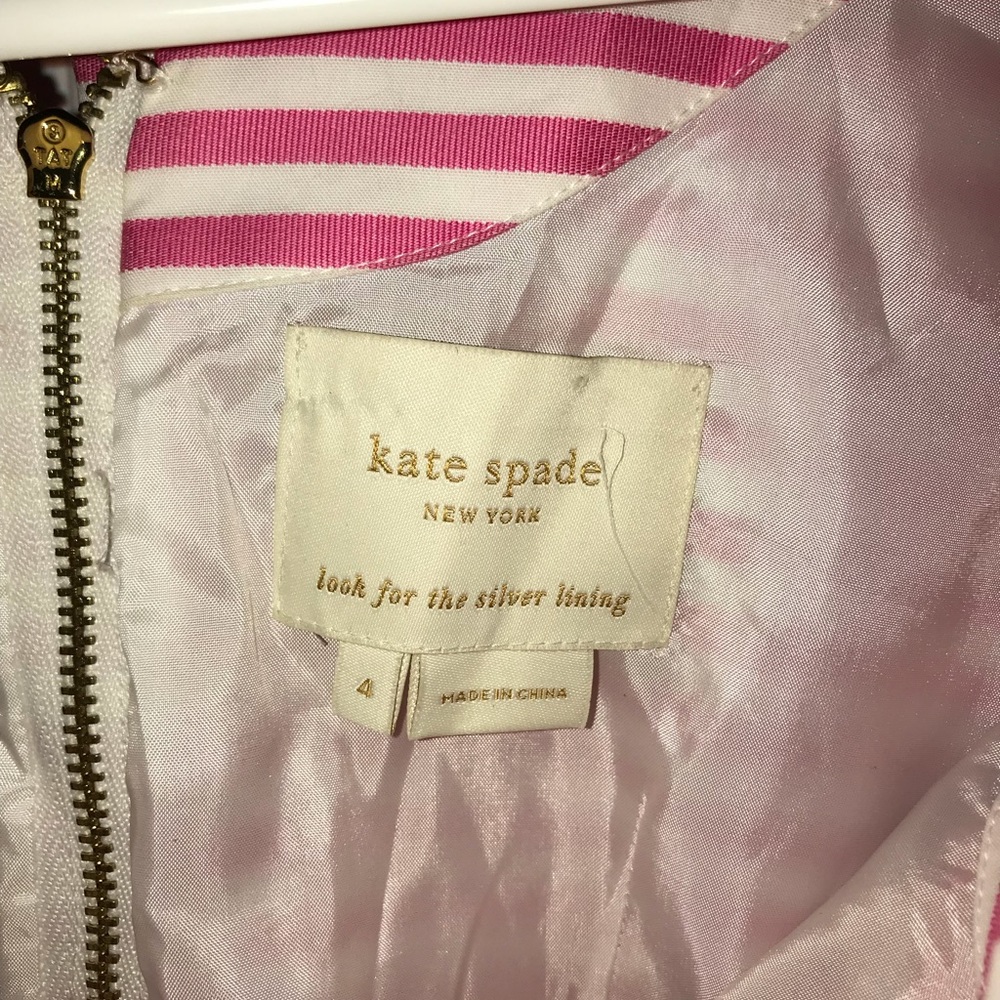 kate spade
NEW YORK
look for the silver lining
4
MADE IN CHINA